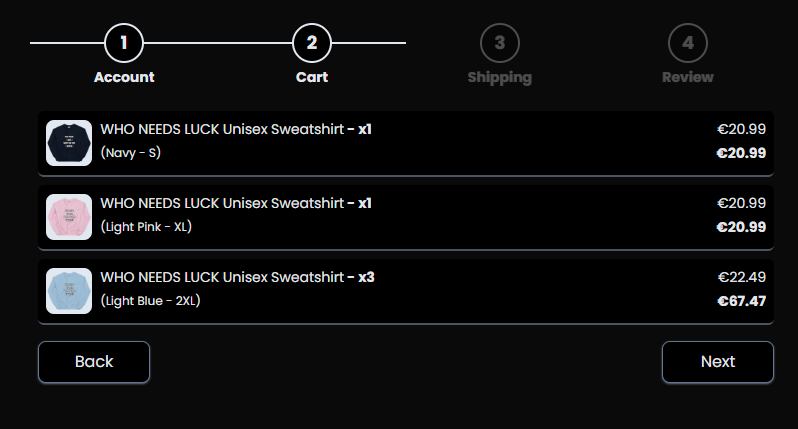 1 2 3 4
Account Cart Shipping Review
WHO NEEDS LUCK Unisex Sweatshirt - x1 €20.99
(Navy - S) €20.99
WHO NEEDS LUCK Unisex Sweatshirt - x1 €20.99
(Light Pink - XL) €20.99
WHO NEEDS LUCK Unisex Sweatshirt - x3 €22.49
(Light Blue - 2XL) €67.47
Back Next